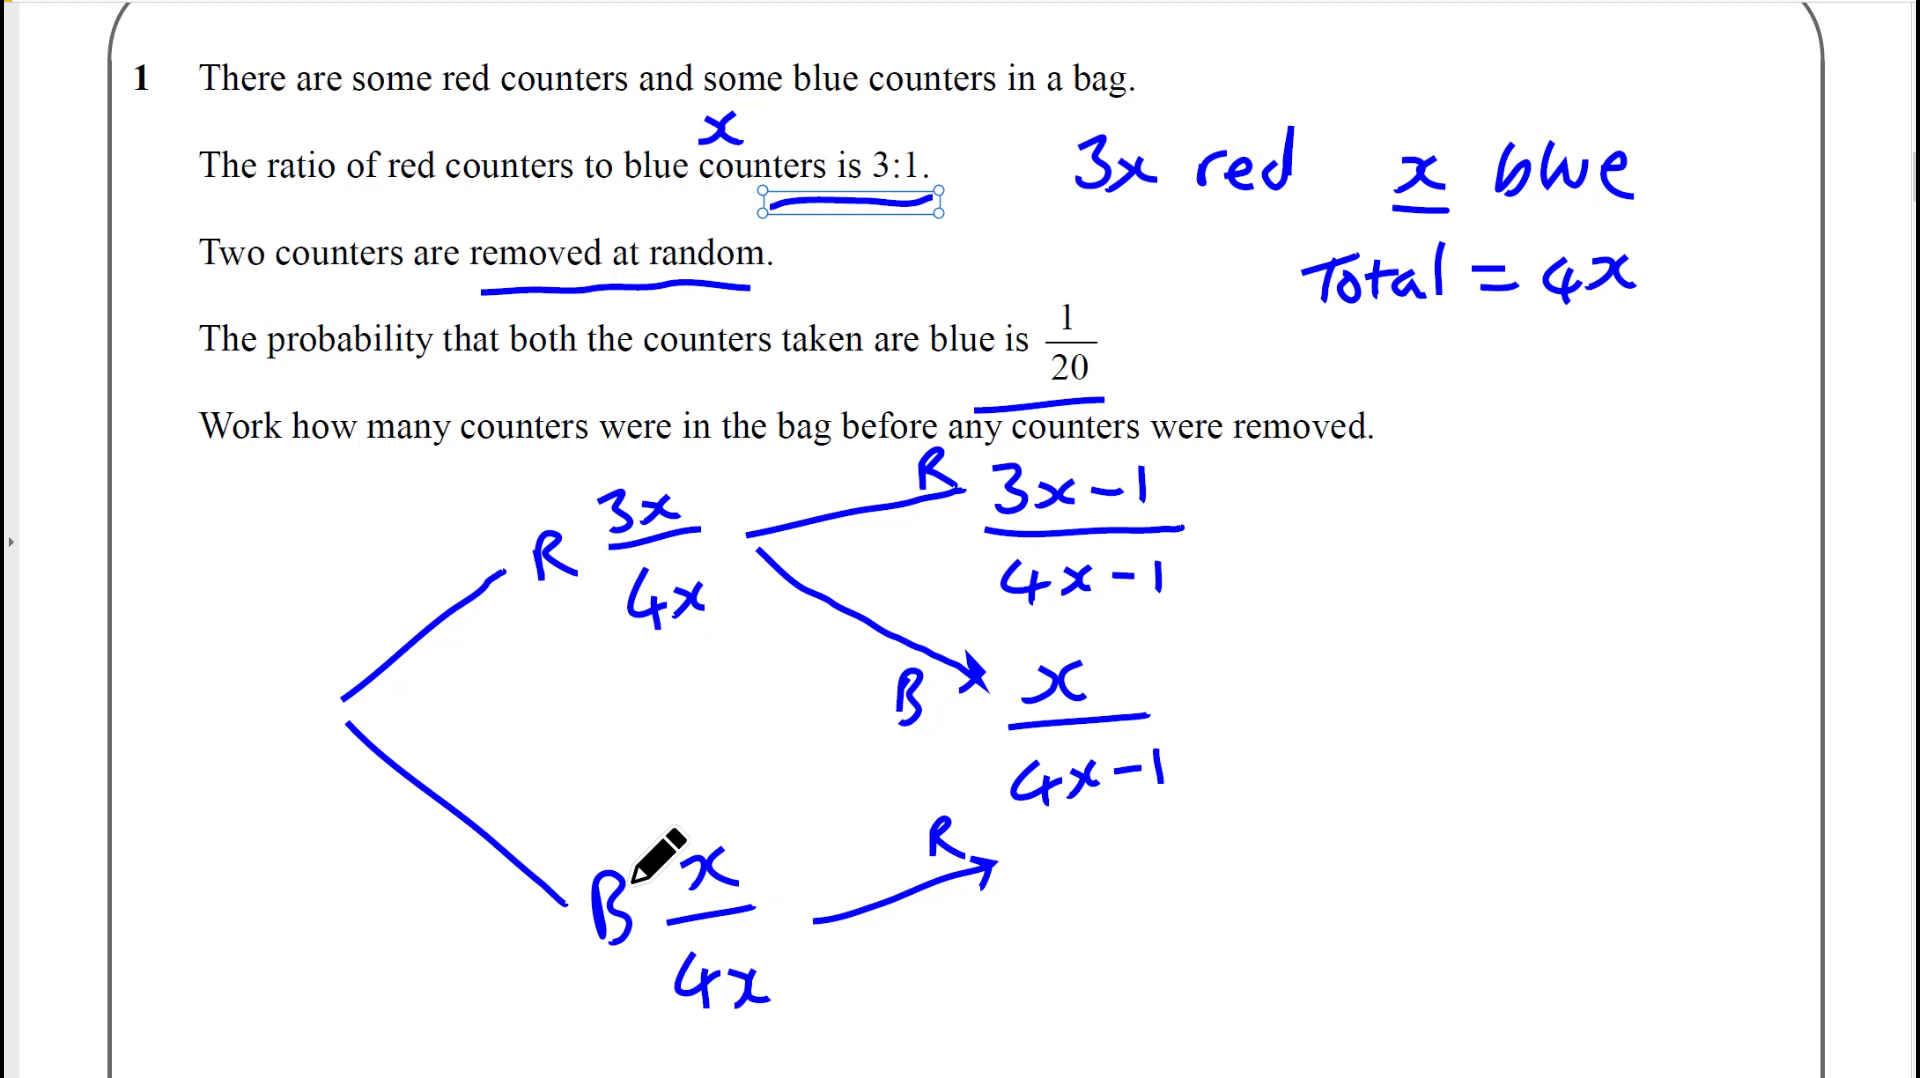 1 There are some red counters and some blue counters in a bag.
x
The ratio of red counters to blue counters is 3:1.
3x red x blue
Two counters are removed at random.
Total = 4x
The probability that both the counters taken are blue is 1/20
Work how many counters were in the bag before any counters were removed.
R 3x/4x
R 3x-1/4x-1
B x/4x-1
B x/4x
R